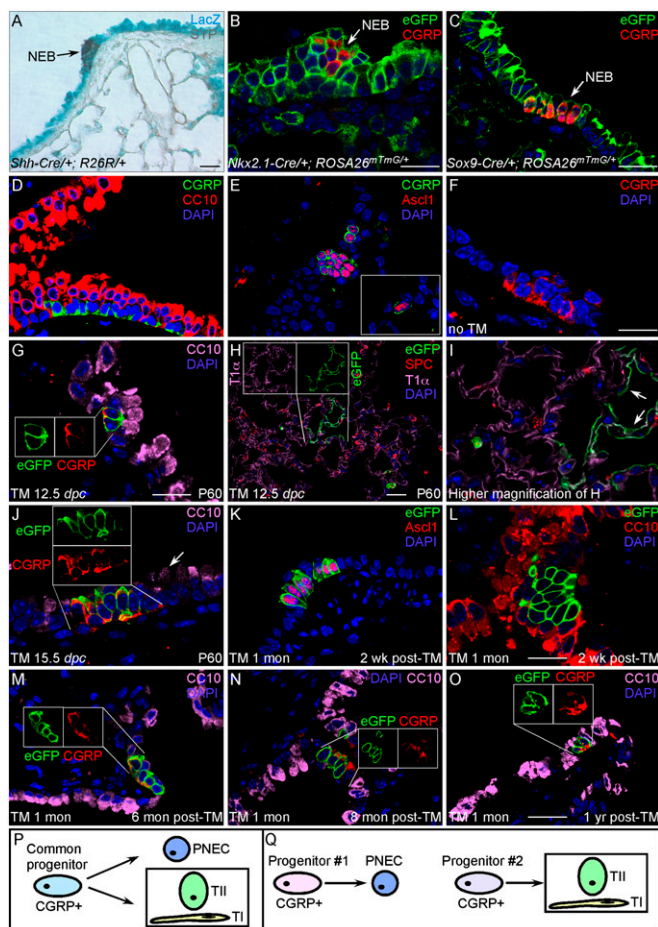 A
LacZ
SYP
NEB
Shh-Cre/+; R26R/+
B
eGFP
CGRP
NEB
Nkx2.1-Cre/+; ROSA26mTmG/+
C
eGFP
CGRP
NEB
Sox9-Cre/+; ROSA26mTmG/+
D
CGRP
CC10
DAPI
E
CGRP
Ascl1
DAPI
F
CGRP
DAPI
no TM
G
CC10
DAPI
eGFP CGRP
TM 12.5 dpc P60
H
eGFP
SPC
T1α
DAPI
T1α
eGFP
TM 12.5 dpc P60
I
Higher magnification of H
J
CC10
DAPI
eGFP
CGRP
TM 15.5 dpc P60
K
eGFP
Ascl1
DAPI
TM 1 mon 2 wk post-TM
L
eGFP
CC10
DAPI
TM 1 mon 2 wk post-TM
M
CC10
DAPI
eGFP CGRP
TM 1 mon 6 mon post-TM
N
DAPI CC10
eGFP CGRP
TM 1 mon 8 mon post-TM
O
eGFP CGRP
CC10
DAPI
TM 1 mon 1 yr post-TM
P
Common
progenitor
CGRP+
PNEC
TII
TI
Q
Progenitor #1
CGRP+
PNEC
Progenitor #2
CGRP+
TII
TI